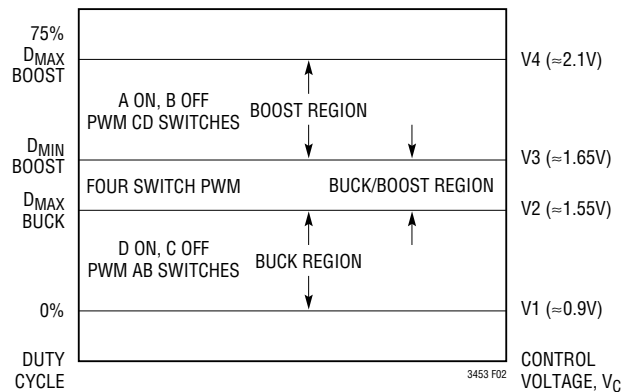 75%
DMAX
BOOST
V4 (≈2.1V)
A ON, B OFF
PWM CD SWITCHES
BOOST REGION
DMIN
BOOST
V3 (≈1.65V)
FOUR SWITCH PWM
BUCK/BOOST REGION
DMAX
BUCK
V2 (≈1.55V)
D ON, C OFF
PWM AB SWITCHES
BUCK REGION
0%
V1 (≈0.9V)
DUTY
CYCLE
3453 F02
CONTROL
VOLTAGE, VC